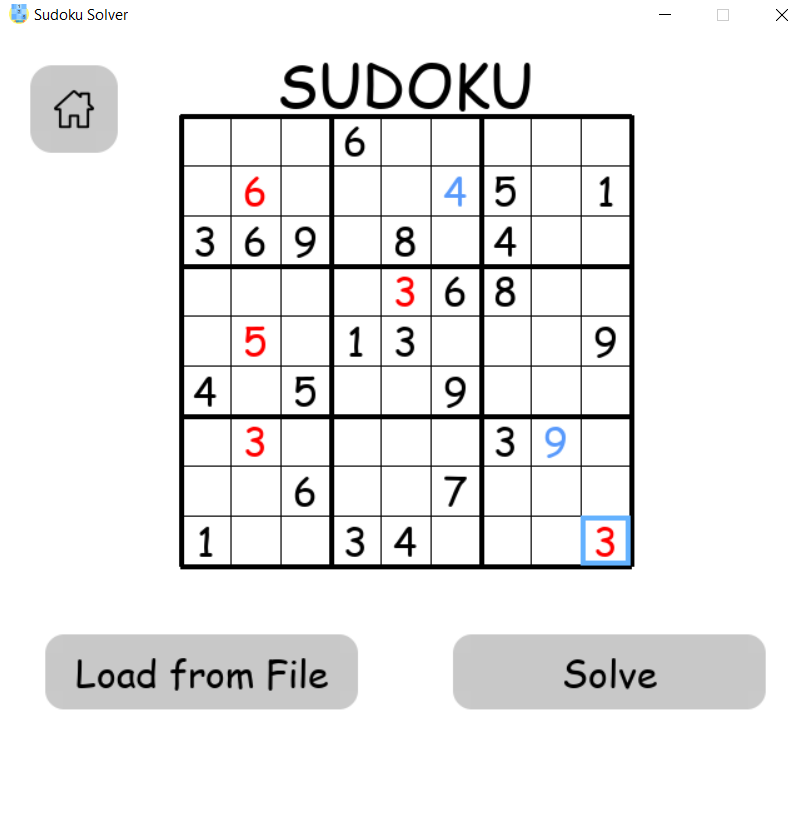 Sudoku Solver
SUDOKU
6
6 4 5 1
3 6 9 8 4
3 6 8
5 1 3 9
4 5 9
3 3 9
6 7
1 3 4 3
Load from File
Solve